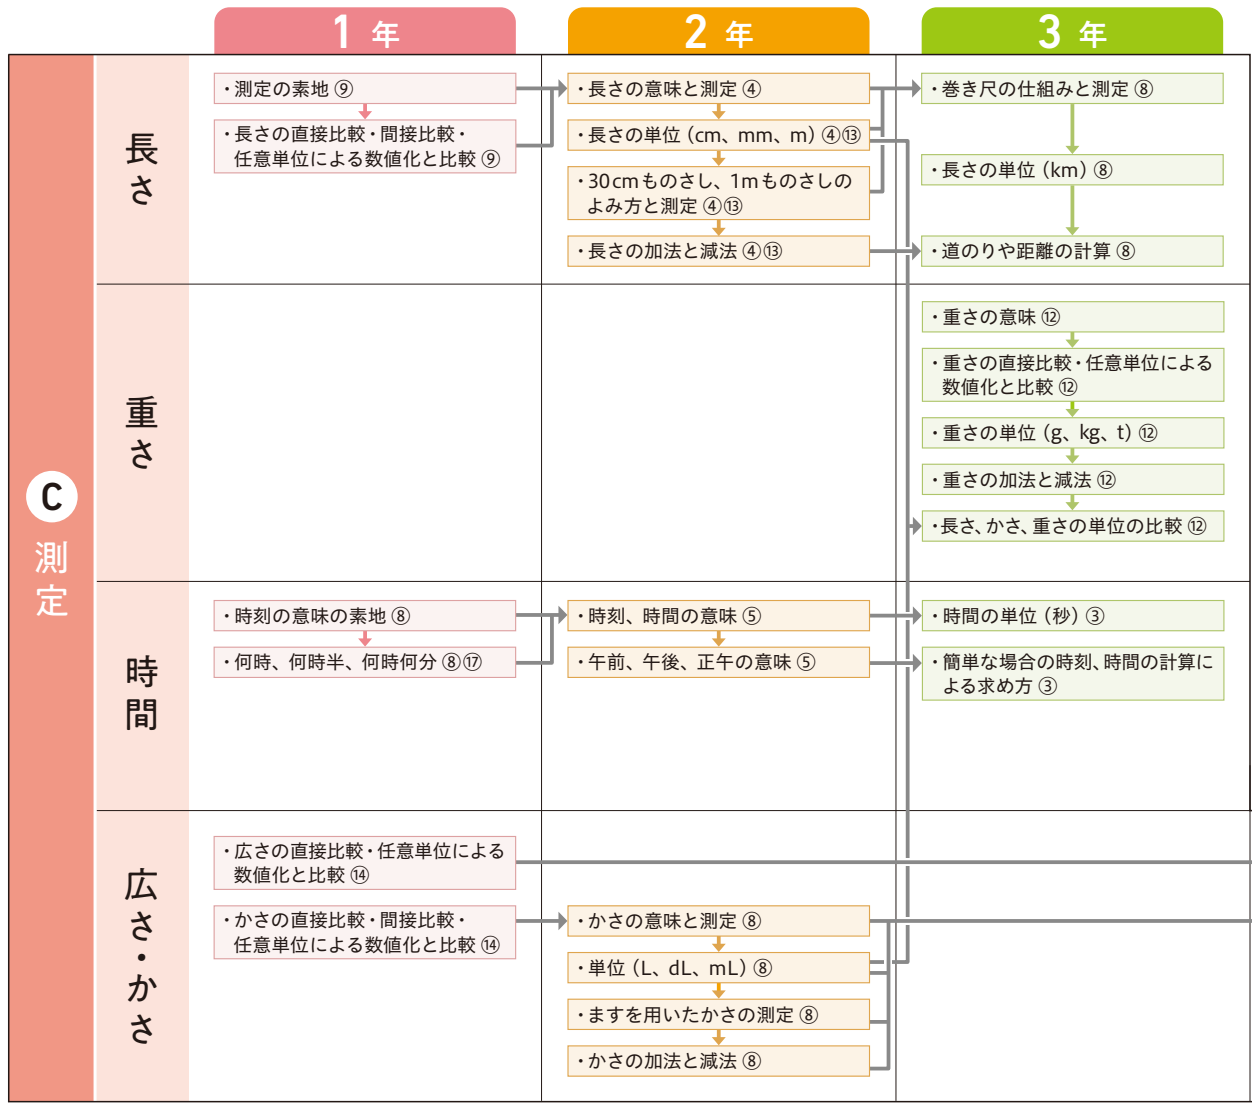 1 年
2 年
3 年
C
測定
長さ
・測定の素地 ⑨
・長さの直接比較・間接比較・
任意単位による数値化と比較 ⑨
・長さの意味と測定 ④
・長さの単位（cm、mm、m）④⑬
・30cmものさし、1mものさしの
よみ方と測定 ④⑬
・長さの加法と減法 ④⑬
・巻き尺の仕組みと測定 ⑧
・長さの単位（km）⑧
・道のりや距離の計算 ⑧
重さ
・重さの意味 ⑫
・重さの直接比較・任意単位による
数値化と比較 ⑫
・重さの単位（g、kg、t）⑫
・重さの加法と減法 ⑫
・長さ、かさ、重さの単位の比較 ⑫
時間
・時刻の意味の素地 ⑧
・何時、何時半、何時何分 ⑧⑰
・時刻、時間の意味 ⑤
・午前、午後、正午の意味 ⑤
・時間の単位（秒）③
・簡単な場合の時刻、時間の計算に
よる求め方 ③
広さ・かさ
・広さの直接比較・任意単位による
数値化と比較 ⑭
・かさの直接比較・間接比較・
任意単位による数値化と比較 ⑭
・かさの意味と測定 ⑧
・単位（L、dL、mL）⑧
・ますを用いたかさの測定 ⑧
・かさの加法と減法 ⑧